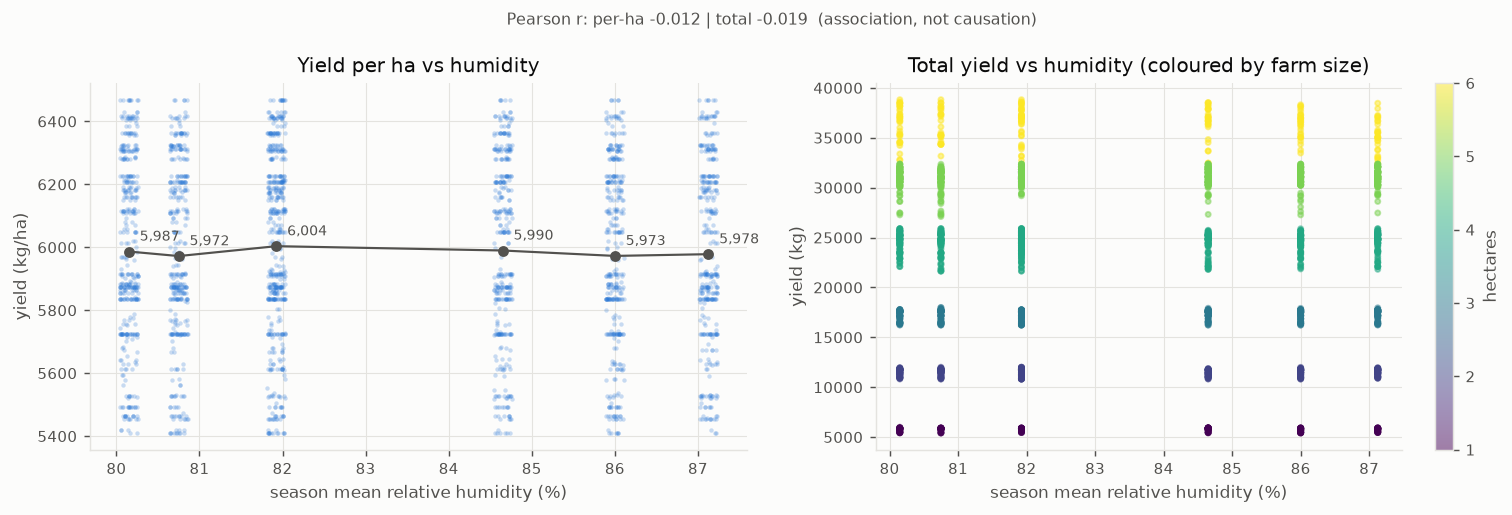 Pearson r: per-ha -0.012 | total -0.019  (association, not causation)
Yield per ha vs humidity
yield (kg/ha)
6400
6200
6000
5800
5600
5400
5,987
5,972
6,004
5,990
5,973
5,978
80 81 82 83 84 85 86 87
season mean relative humidity (%)
Total yield vs humidity (coloured by farm size)
yield (kg)
40000
35000
30000
25000
20000
15000
10000
5000
80 81 82 83 84 85 86 87
season mean relative humidity (%)
6
5
4
3
2
1
hectares